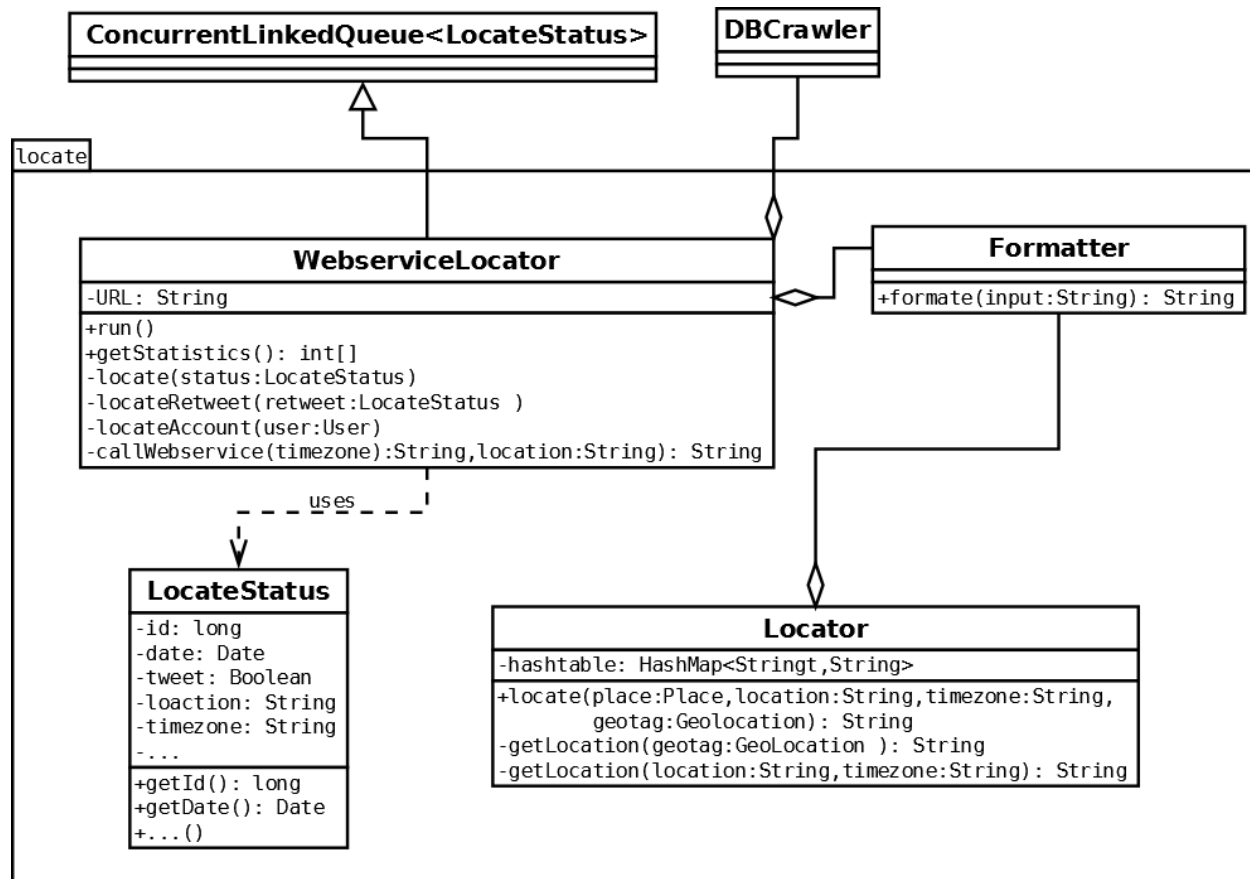 ConcurrentLinkedQueue<LocateStatus>
DBCrawler
locate
WebserviceLocator
-URL: String
+run()
+getStatistics(): int[]
-locate(status:LocateStatus)
-locateRetweet(retweet:LocateStatus )
-locateAccount(user:User)
-callWebservice(timezone):String,location:String): String
Formatter
+formate(input:String): String
uses
LocateStatus
-id: long
-date: Date
-tweet: Boolean
-loaction: String
-timezone: String
-...
+getId(): long
+getDate(): Date
+...()
Locator
-hashtable: HashMap<Stringt,String>
+locate(place:Place,location:String,timezone:String,
geotag:Geolocation): String
-getLocation(geotag:GeoLocation ): String
-getLocation(location:String,timezone:String): String